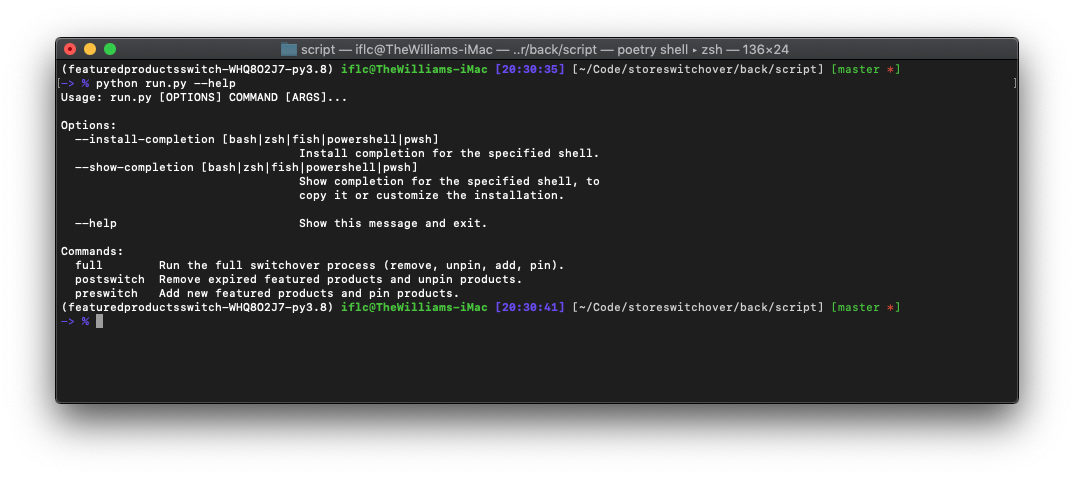 script — iflc@TheWilliams-iMac — ..r/back/script — poetry shell ▸ zsh — 136×24
(featuredproductsswitch-WHQ8O2J7-py3.8) iflc@TheWilliams-iMac [20:30:35] [~/Code/storeswitchover/back/script] [master *]
[-> % python run.py --help ]
Usage: run.py [OPTIONS] COMMAND [ARGS]...
Options:
--install-completion [bash|zsh|fish|powershell|pwsh]
Install completion for the specified shell.
--show-completion [bash|zsh|fish|powershell|pwsh]
Show completion for the specified shell, to
copy it or customize the installation.
--help Show this message and exit.
Commands:
full Run the full switchover process (remove, unpin, add, pin).
postswitch Remove expired featured products and unpin products.
preswitch Add new featured products and pin products.
(featuredproductsswitch-WHQ8O2J7-py3.8) iflc@TheWilliams-iMac [20:30:41] [~/Code/storeswitchover/back/script] [master *]
-> %